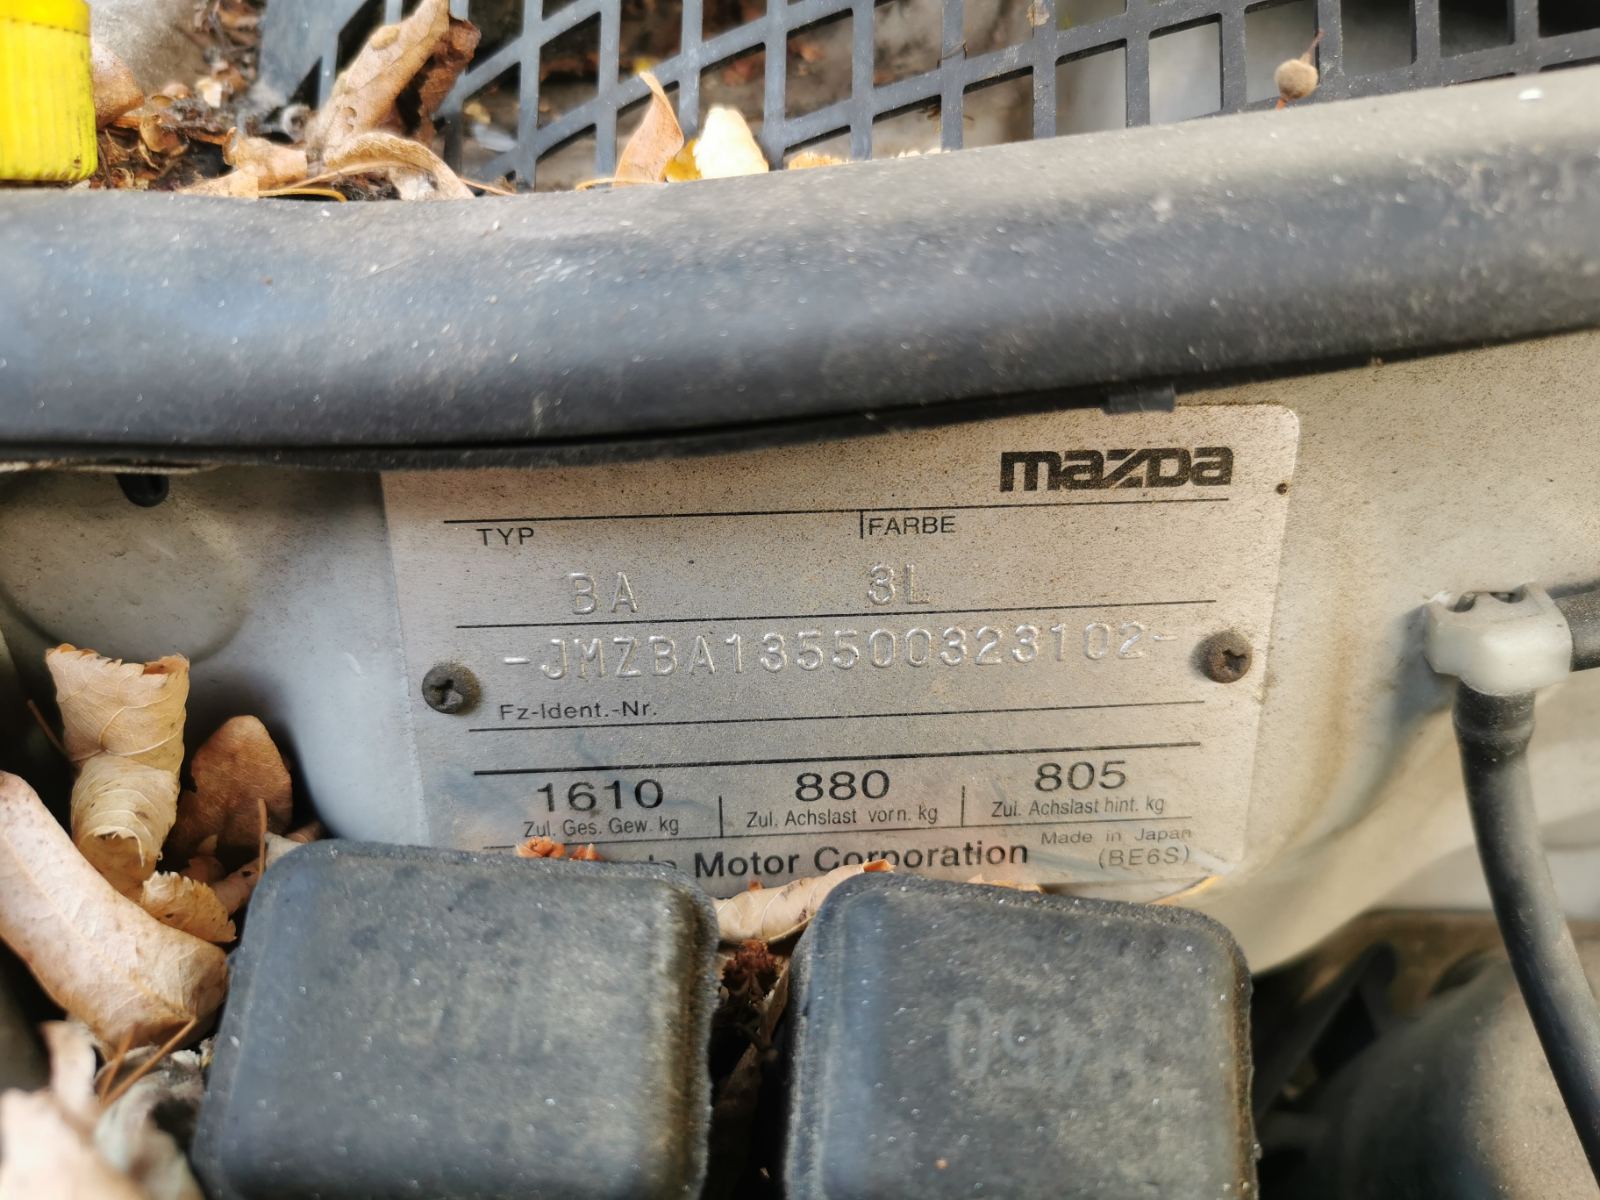 mazda
TYP FARBE
BA 3L
-JMZBA135500323102-
Fz-Ident.-Nr.
1610 880 805
Zul. Ges. Gew. kg Zul. Achslast vorn. kg Zul. Achslast hint. kg
Made in Japan
Motor Corporation (BE6S)